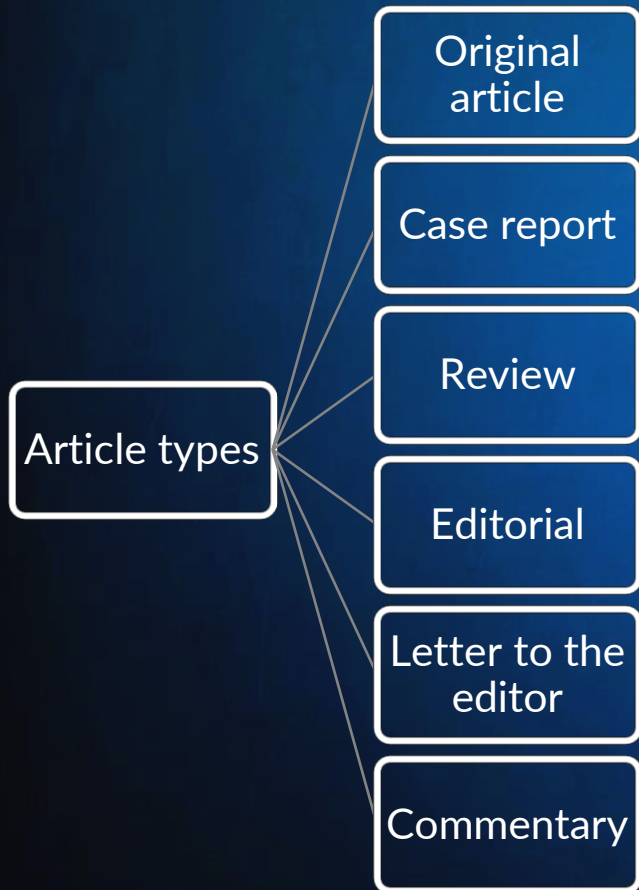 Article types
Original
article
Case report
Review
Editorial
Letter to the
editor
Commentary